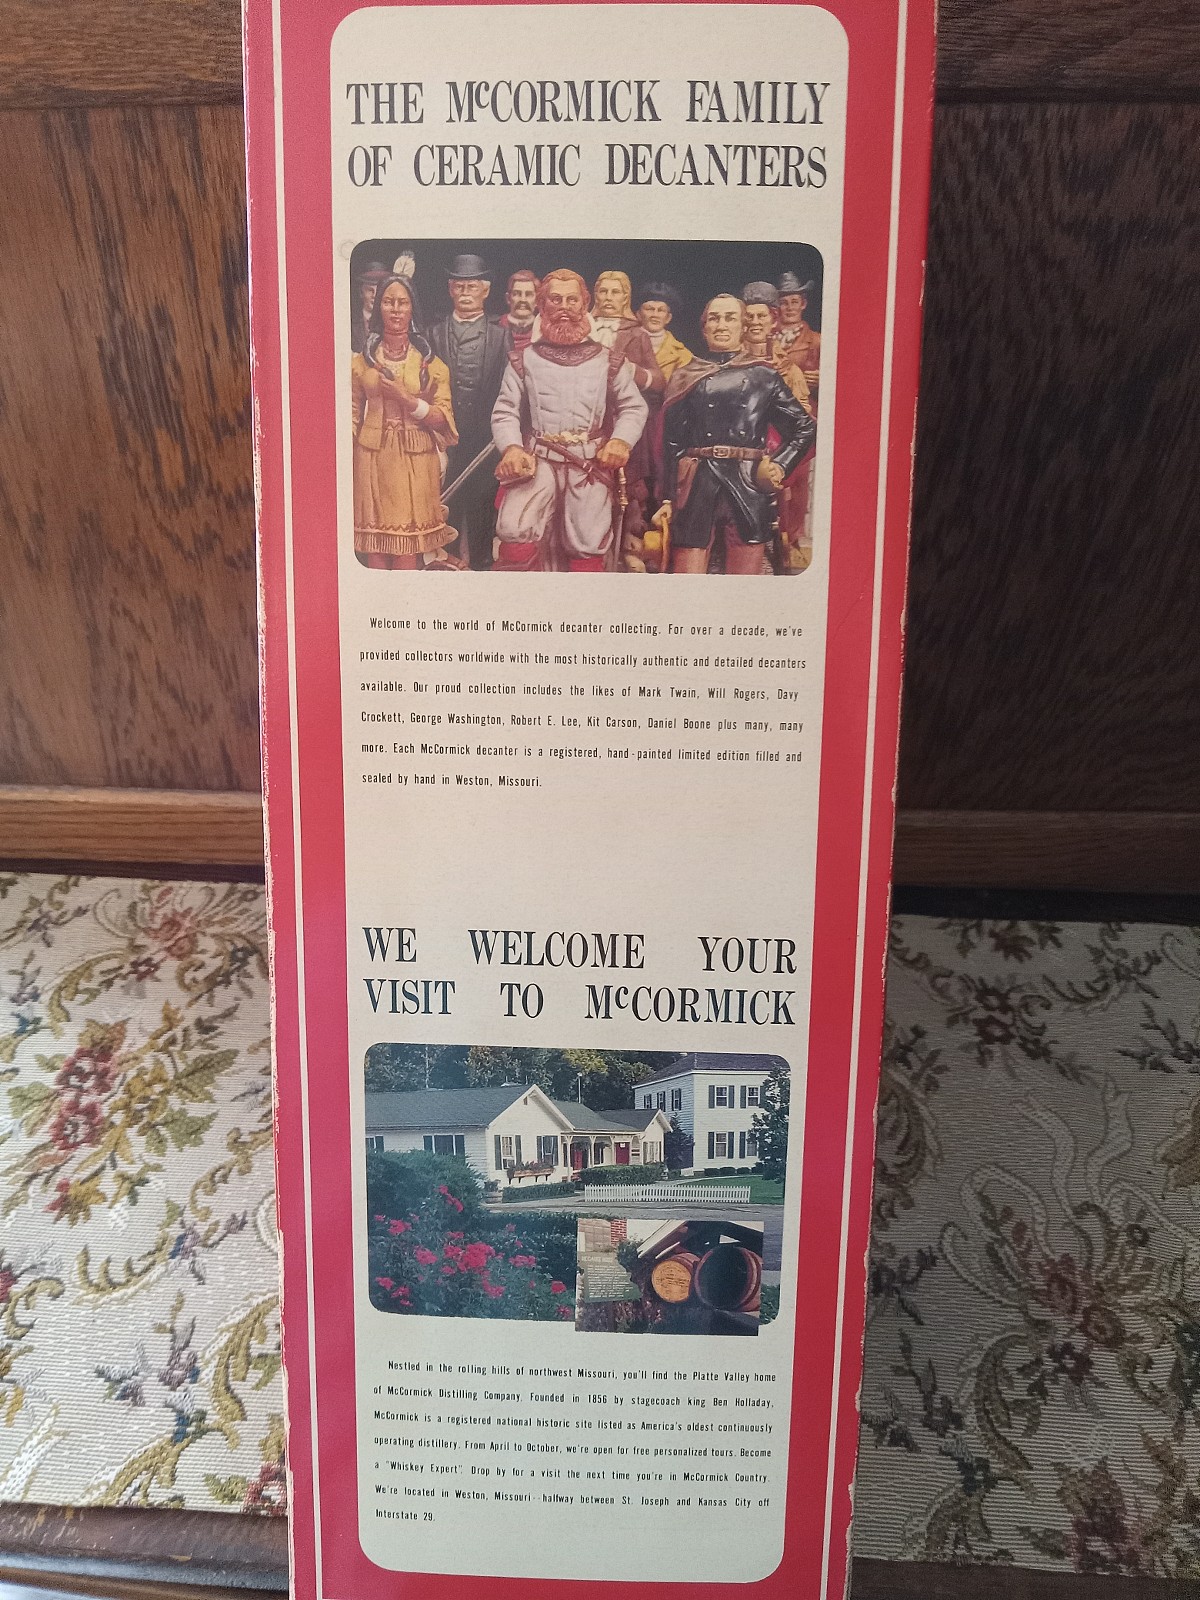 THE McCORMICK FAMILY
OF CERAMIC DECANTERS
Welcome to the world of McCormick decanter collecting. For over a decade, we've
provided collectors worldwide with the most historically authentic and detailed decanters
available. Our proud collection includes the likes of Mark Twain, Will Rogers, Davy
Crockett, George Washington, Robert E. Lee, Kit Carson, Daniel Boone plus many, many
more. Each McCormick decanter is a registered, hand-painted limited edition filled and
sealed by hand in Weston, Missouri.
WE WELCOME YOUR
VISIT TO McCORMICK
Nestled in the rolling hills of northwest Missouri, you'll find the Platte Valley home
of McCormick Distilling Company. Founded in 1856 by stagecoach king Ben Holladay,
McCormick is a registered national historic site listed as America's oldest continuously
operating distillery. From April to October, we're open for free personalized tours. Become
a "Whiskey Expert". Drop by for a visit the next time you're in McCormick Country.
We're located in Weston, Missouri--halfway between St. Joseph and Kansas City off
Interstate 29.